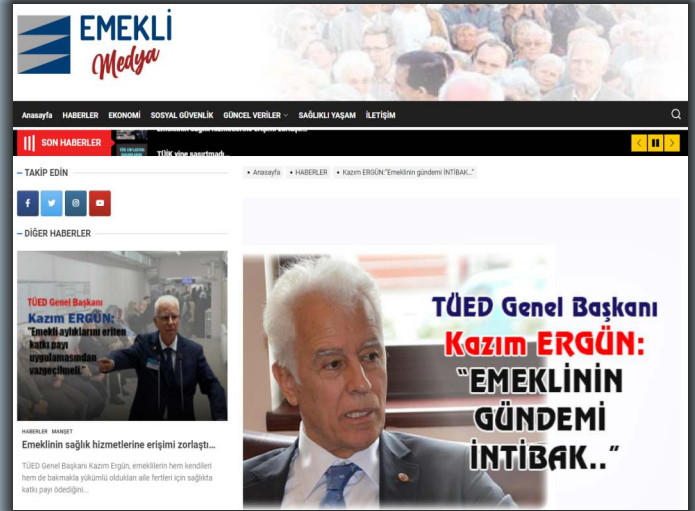 EMEKLİ
Medya
Anasayfa HABERLER EKONOMİ SOSYAL GÜVENLİK GÜNCEL VERİLER SAĞLIKLI YAŞAM İLETİŞİM
SON HABERLER
TÜİK yine şaşırtmadı…
– TAKİP EDİN
• Anasayfa • HABERLER • Kazım ERGÜN:"Emeklinin gündemi İNTİBAK.."
– DİĞER HABERLER
TÜED Genel Başkanı
Kazım ERGÜN:
"Emekli aylıklarını eriten
katkı payı
uygulamasından
vazgeçilmeli."
TÜED Genel Başkanı
Kazım ERGÜN:
"EMEKLİNİN
GÜNDEMİ
İNTİBAK.."
HABERLER MANŞET
Emeklinin sağlık hizmetlerine erişimi zorlaştı…
TÜED Genel Başkanı Kazım Ergün, emeklilerin hem kendileri
hem de bakmakla yükümlü oldukları aile fertleri için sağlıkta
katkı payı ödediğini…